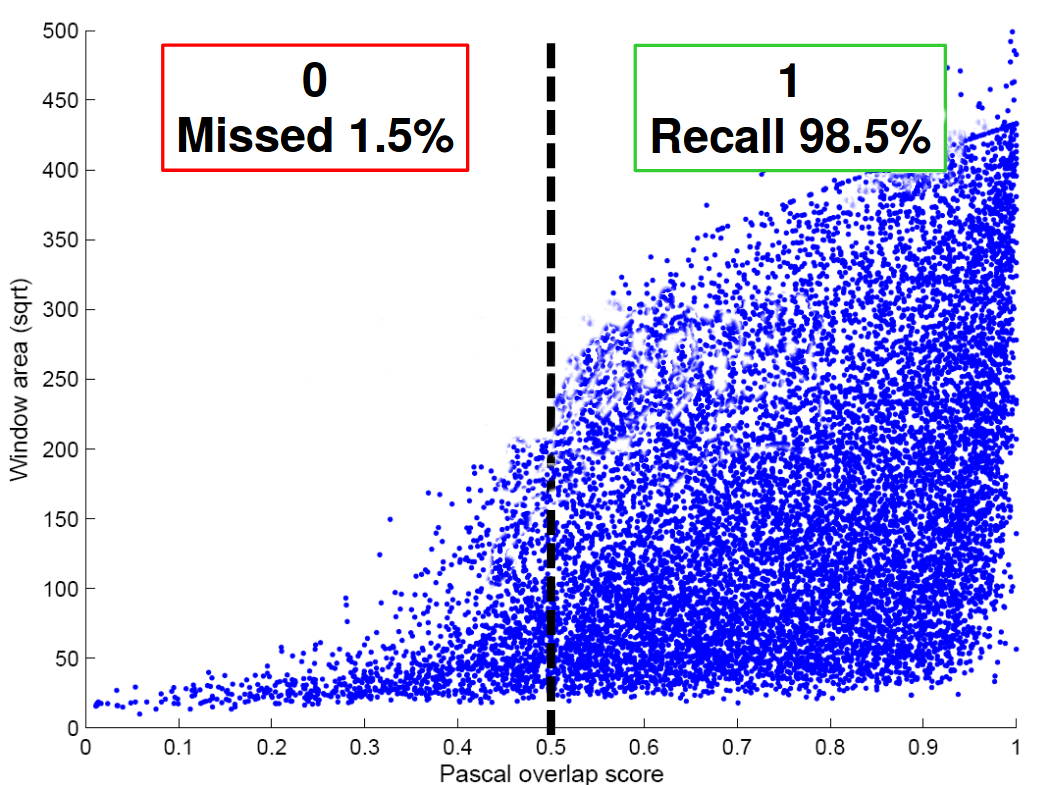 0
Missed 1.5%
1
Recall 98.5%
Window area (sqrt)
500
450
400
350
300
250
200
150
100
50
0
0 0.1 0.2 0.3 0.4 0.5 0.6 0.7 0.8 0.9 1
Pascal overlap score